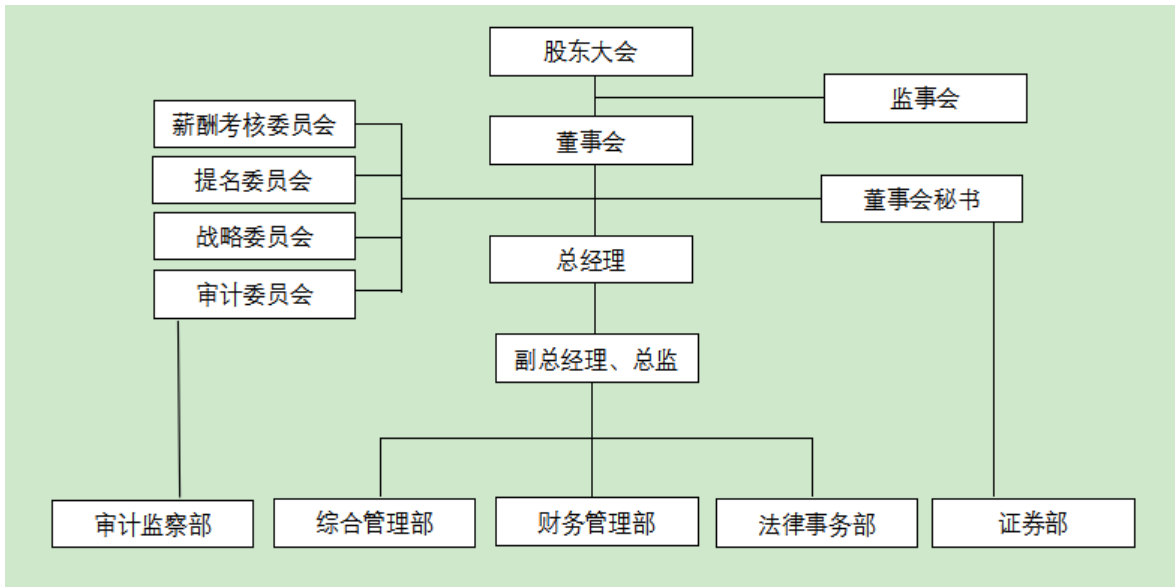 股东大会
监事会
薪酬考核委员会
董事会
提名委员会
董事会秘书
战略委员会
总经理
审计委员会
副总经理、总监
审计监察部
综合管理部
财务管理部
法律事务部
证券部